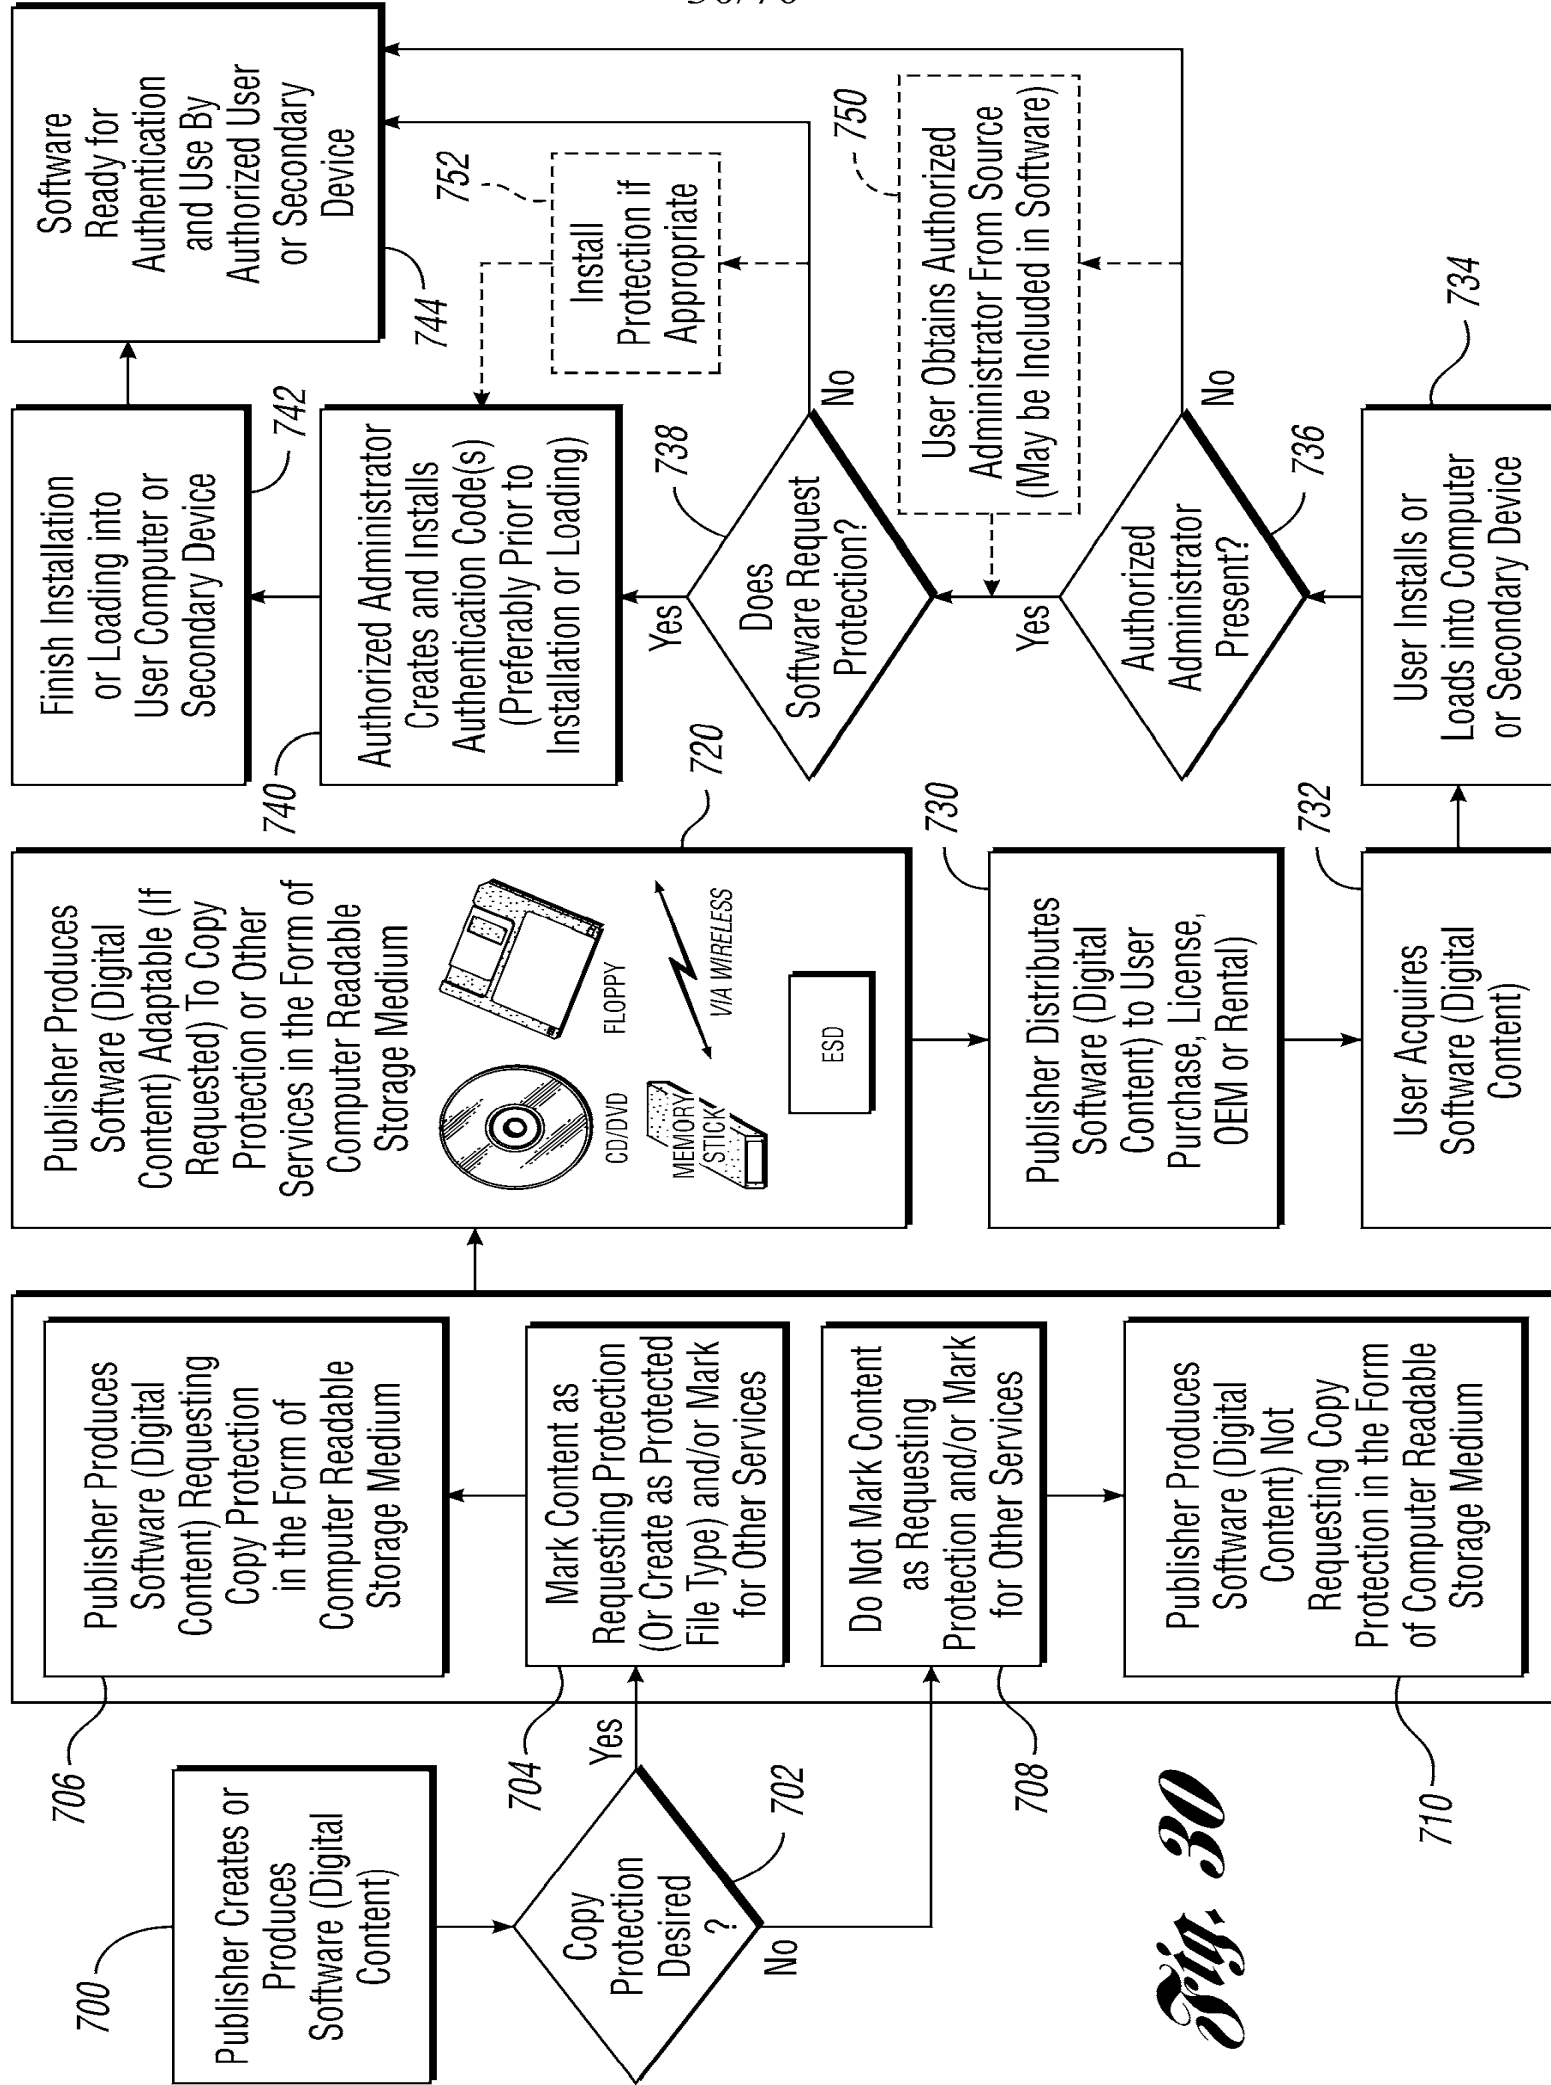 700
Publisher Creates or
Produces
Software (Digital
Content)
Copy
Protection
Desired
?
702
Yes
No
706
Publisher Produces
Software (Digital
Content) Requesting
Copy Protection
in the Form of
Computer Readable
Storage Medium
704
Mark Content as
Requesting Protection
(Or Create as Protected
File Type) and/or Mark
for Other Services
Do Not Mark Content
as Requesting
Protection and/or Mark
for Other Services
708
Publisher Produces
Software (Digital
Content) Not
Requesting Copy
Protection in the Form
of Computer Readable
Storage Medium
710
Publisher Produces
Software (Digital
Content) Adaptable (If
Requested) To Copy
Protection or Other
Services in the Form of
Computer Readable
Storage Medium
CD/DVD
FLOPPY
MEMORY
STICK
VIA WIRELESS
ESD
720
730
Publisher Distributes
Software (Digital
Content) to User
Purchase, License,
OEM or Rental)
732
User Acquires
Software (Digital
Content)
734
User Installs or
Loads into Computer
or Secondary Device
Authorized
Administrator
Present?
736
Yes
No
750
User Obtains Authorized
Administrator From Source
(May be Included in Software)
Does
Software Request
Protection?
738
Yes
No
752
Install
Protection if
Appropriate
740
Authorized Administrator
Creates and Installs
Authentication Code(s)
(Preferably Prior to
Installation or Loading)
742
Finish Installation
or Loading into
User Computer or
Secondary Device
744
Software
Ready for
Authentication
and Use By
Authorized User
or Secondary
Device
Fig. 30